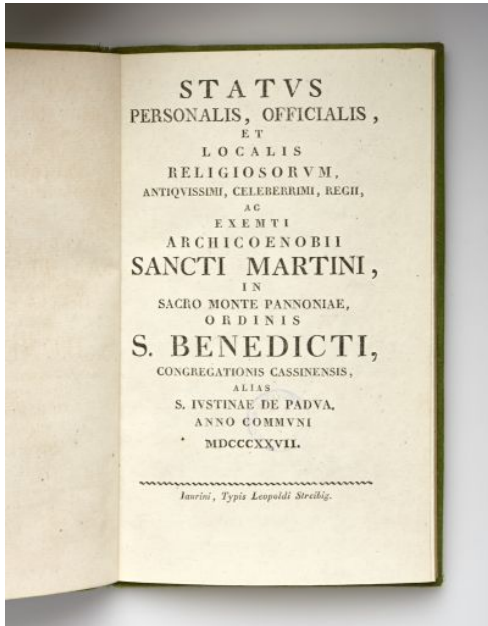 STATVS
PERSONALIS, OFFICIALIS,
ET
LOCALIS
RELIGIOSORVM,
ANTIQVISSIMI, CELEBERRIMI, REGII,
AC
EXEMTI
ARCHICOENOBII
SANCTI MARTINI,
IN
SACRO MONTE PANNONIAE,
ORDINIS
S. BENEDICTI,
CONGREGATIONIS CASSINENSIS,
ALIAS
S. IVSTINAE DE PADVA.
ANNO COMMVNI
MDCCCXXVII.
Iaurini, Typis Leopoldi Streibig.